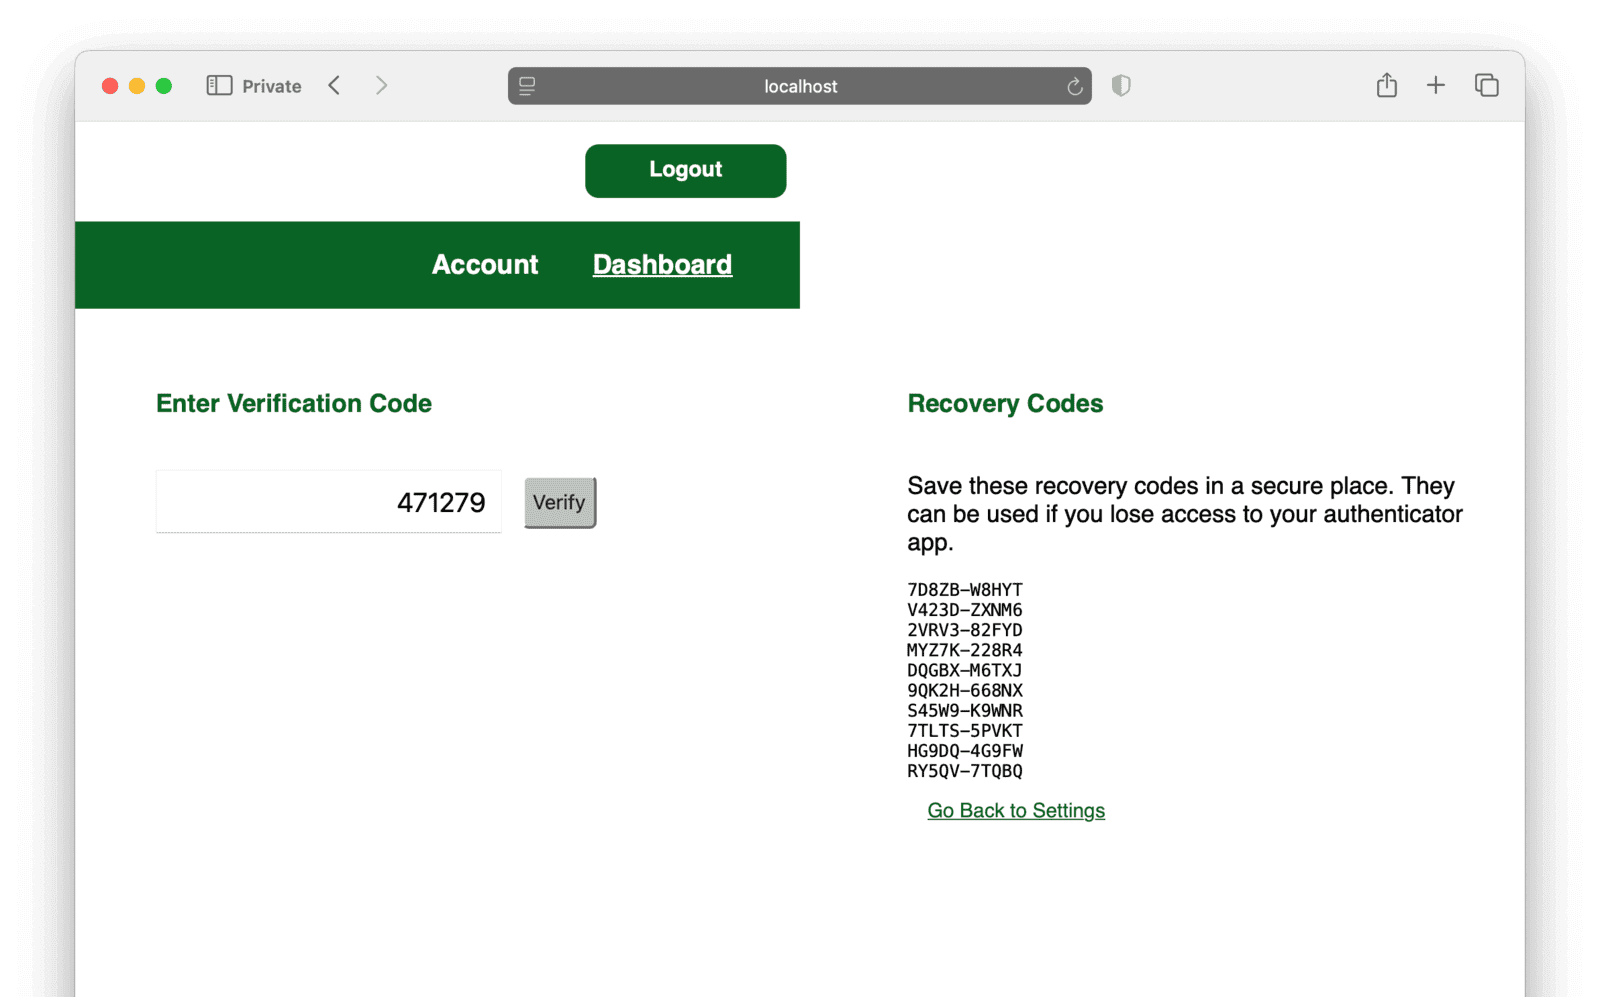 Private
localhost
Logout
Account Dashboard
Enter Verification Code
471279 Verify
Recovery Codes
Save these recovery codes in a secure place. They
can be used if you lose access to your authenticator
app.
7D8ZB-W8HYT
V423D-ZXNM6
2VRV3-82FYD
MYZ7K-228R4
DQGBX-M6TXJ
9QK2H-668NX
S45W9-K9WNR
7TLTS-5PVKT
HG9DQ-4G9FW
RY5QV-7TQBQ
Go Back to Settings